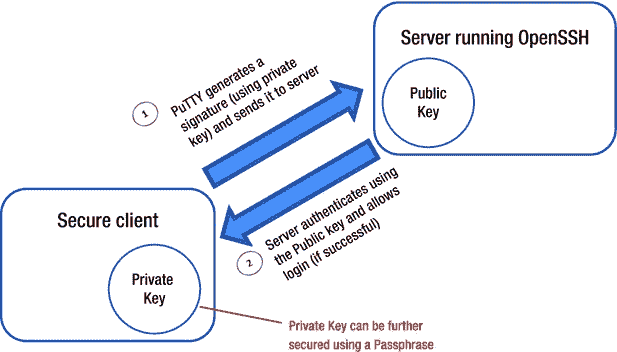 Server running OpenSSH
Public
Key
1
PuTTY generates a
signature (using private
key) and sends it to server
Secure client
Private
Key
2
Server authenticates using
the Public key and allows
login (if successful)
Private Key can be further
secured using a Passphrase